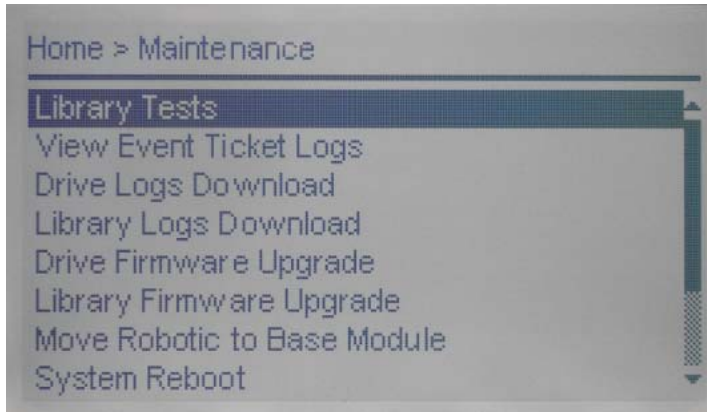 Home > Maintenance
Library Tests
View Event Ticket Logs
Drive Logs Download
Library Logs Download
Drive Firmware Upgrade
Library Firmware Upgrade
Move Robotic to Base Module
System Reboot